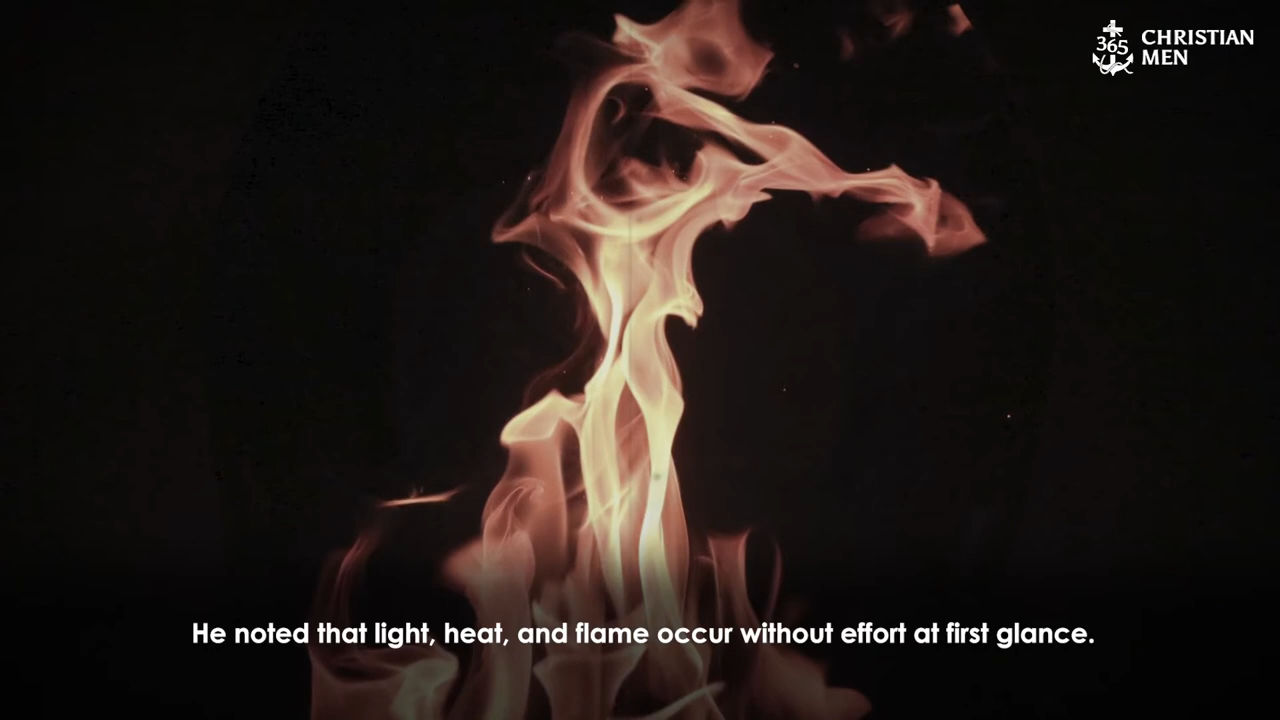 365
CHRISTIAN
MEN
He noted that light, heat, and flame occur without effort at first glance.